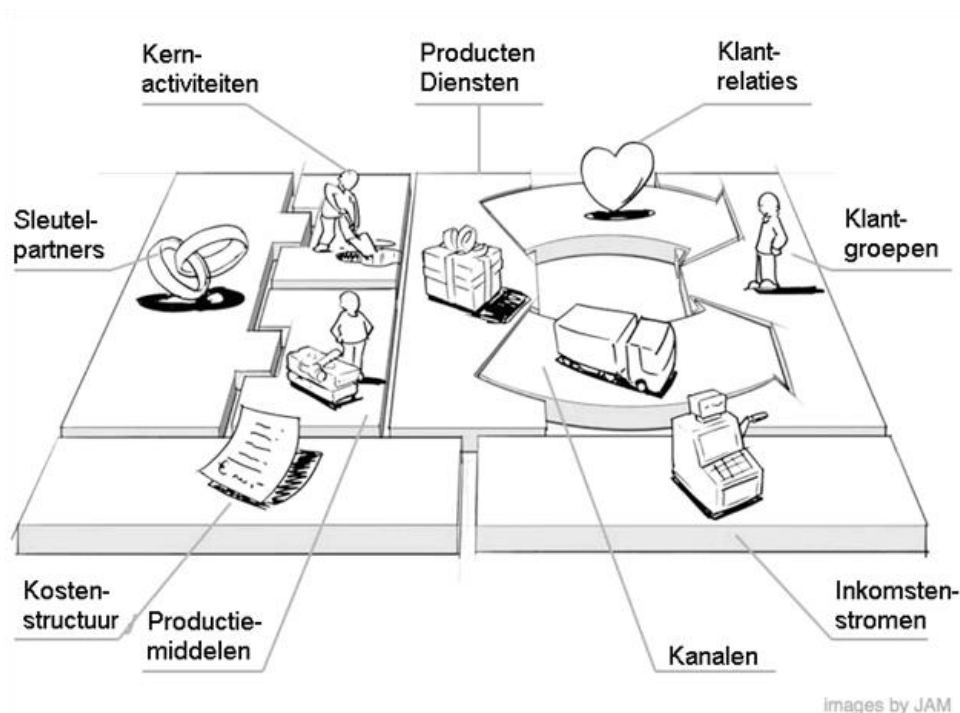 Kern-
activiteiten
Producten
Diensten
Klant-
relaties
Sleutel-
partners
Klant-
groepen
Kosten-
structuur
Productie-
middelen
Kanalen
Inkomsten-
stromen
images by JAM